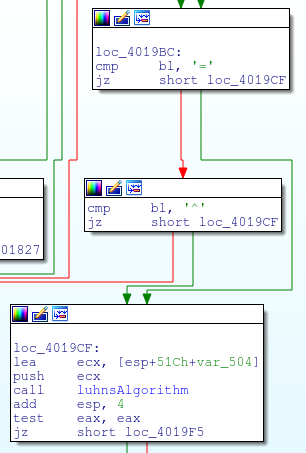 loc_4019BC:
cmp bl, '='
jz short loc_4019CF
cmp bl, '^'
jz short loc_4019CF
01827
loc_4019CF:
lea ecx, [esp+51Ch+var_504]
push ecx
call luhnsAlgorithm
add esp, 4
test eax, eax
jz short loc_4019F5